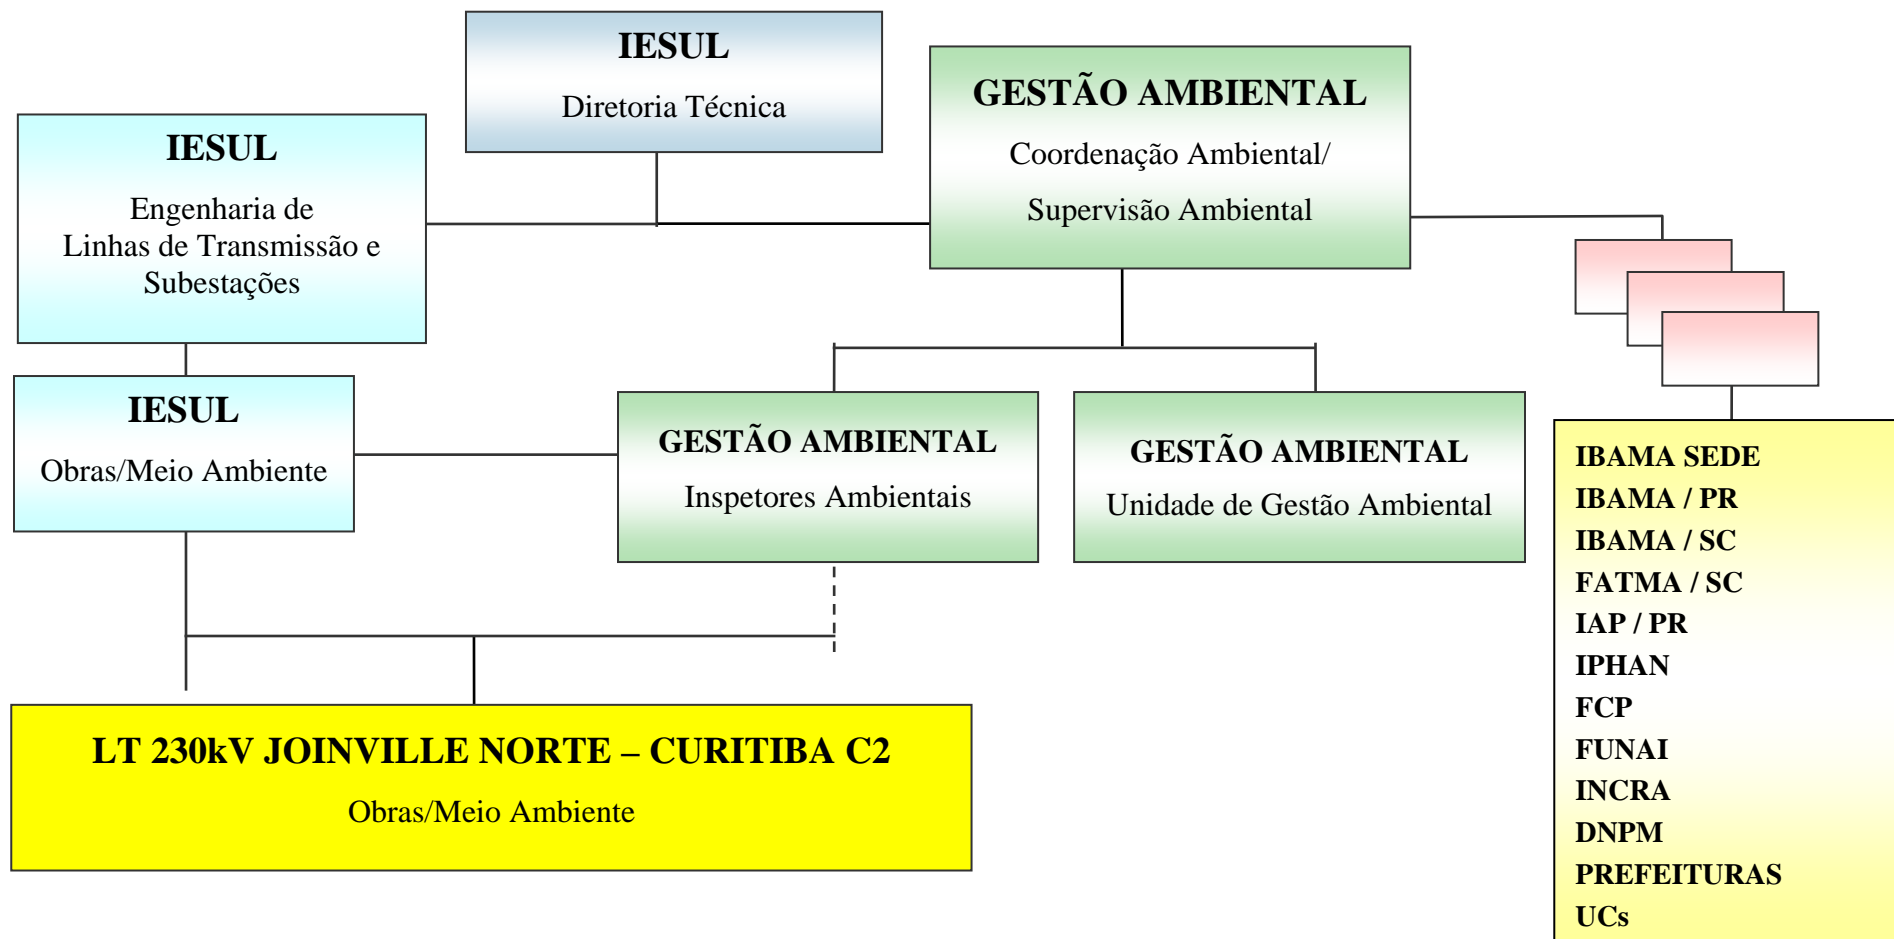 IESUL
Diretoria Técnica
GESTÃO AMBIENTAL
Coordenação Ambiental/
Supervisão Ambiental
IESUL
Engenharia de
Linhas de Transmissão e
Subestações
IESUL
Obras/Meio Ambiente
GESTÃO AMBIENTAL
Inspetores Ambientais
GESTÃO AMBIENTAL
Unidade de Gestão Ambiental
LT 230kV JOINVILLE NORTE – CURITIBA C2
Obras/Meio Ambiente
IBAMA SEDE
IBAMA / PR
IBAMA / SC
FATMA / SC
IAP / PR
IPHAN
FCP
FUNAI
INCRA
DNPM
PREFEITURAS
UCs